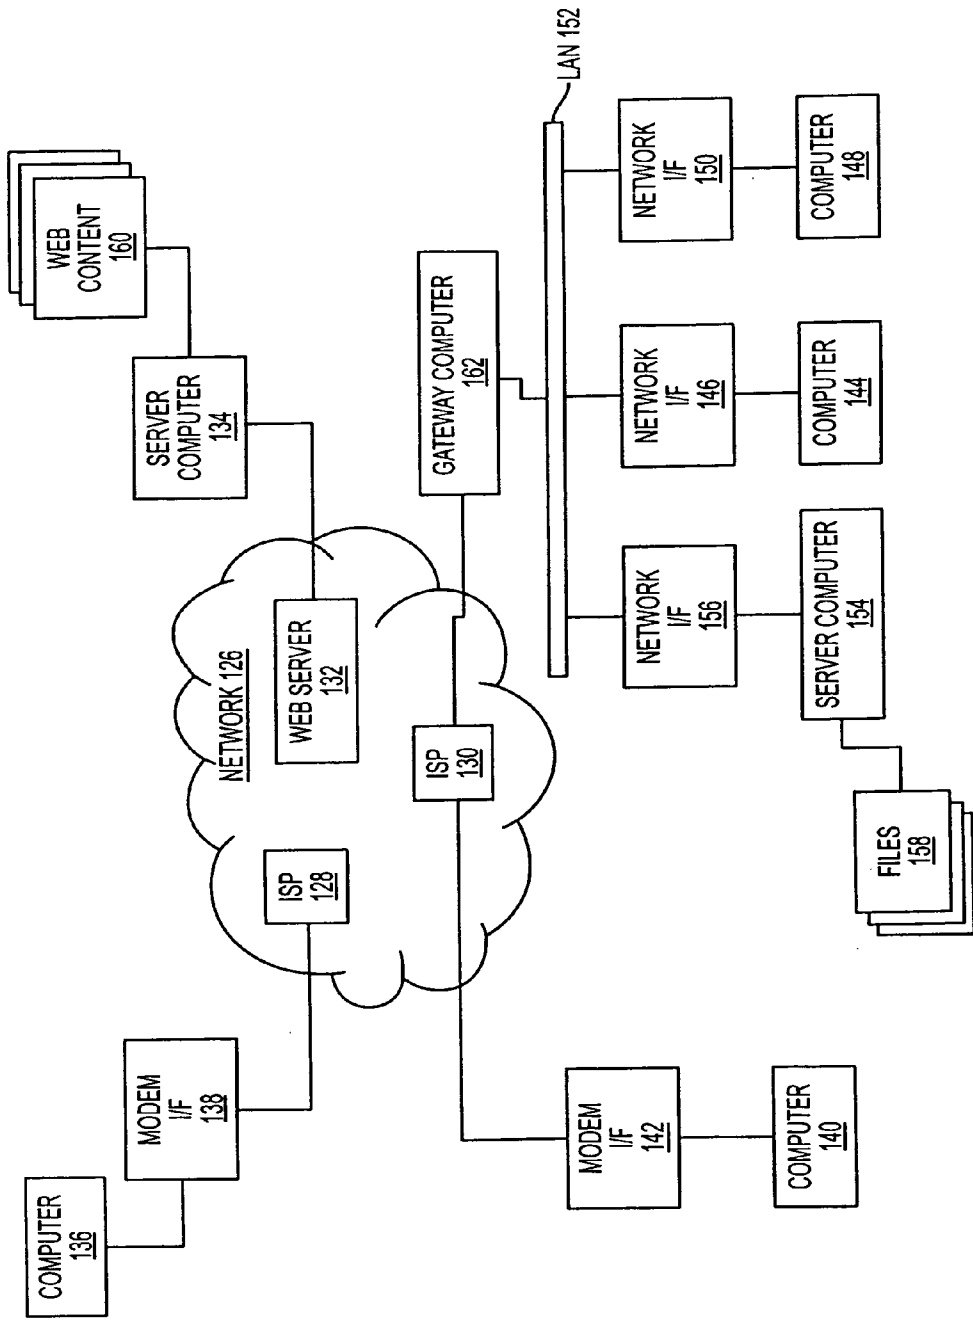 COMPUTER
136
MODEM
I/F
138
ISP
128
NETWORK 126
WEB SERVER
132
SERVER
COMPUTER
134
WEB
CONTENT
160
ISP
130
GATEWAY COMPUTER
162
LAN 152
MODEM
I/F
142
COMPUTER
140
NETWORK
I/F
156
SERVER COMPUTER
154
FILES
158
NETWORK
I/F
146
COMPUTER
144
NETWORK
I/F
150
COMPUTER
148